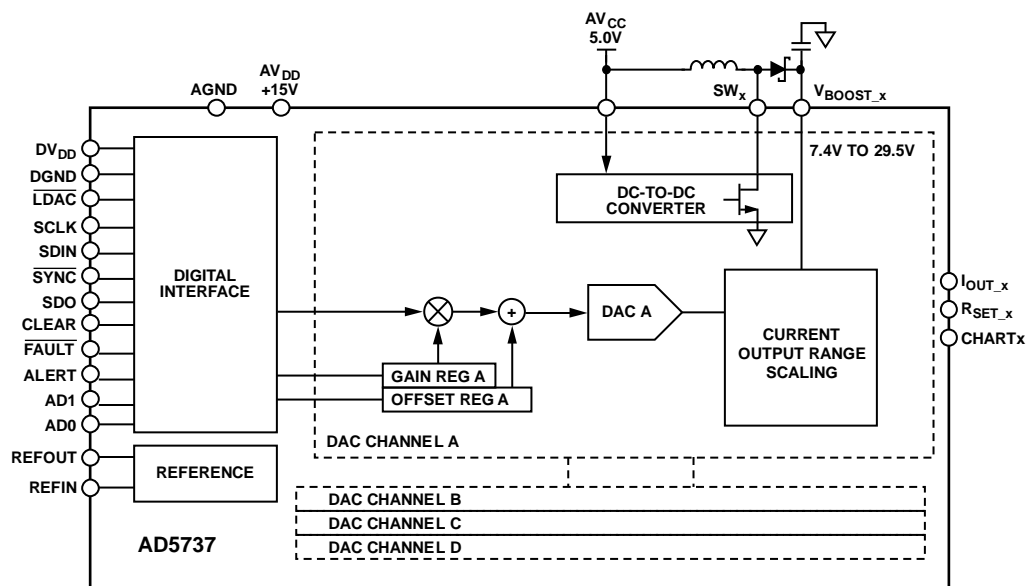 AV_CC
5.0V
AV_DD
+15V
AGND
SW_x
V_BOOST_x
7.4V TO 29.5V
DV_DD
DGND
LDAC
SCLK
SDIN
SYNC
SDO
CLEAR
FAULT
ALERT
AD1
AD0
REFOUT
REFIN
DIGITAL
INTERFACE
REFERENCE
DC-TO-DC
CONVERTER
+
DAC A
GAIN REG A
OFFSET REG A
CURRENT
OUTPUT RANGE
SCALING
I_OUT_x
R_SET_x
CHARTx
DAC CHANNEL A
DAC CHANNEL B
DAC CHANNEL C
DAC CHANNEL D
AD5737